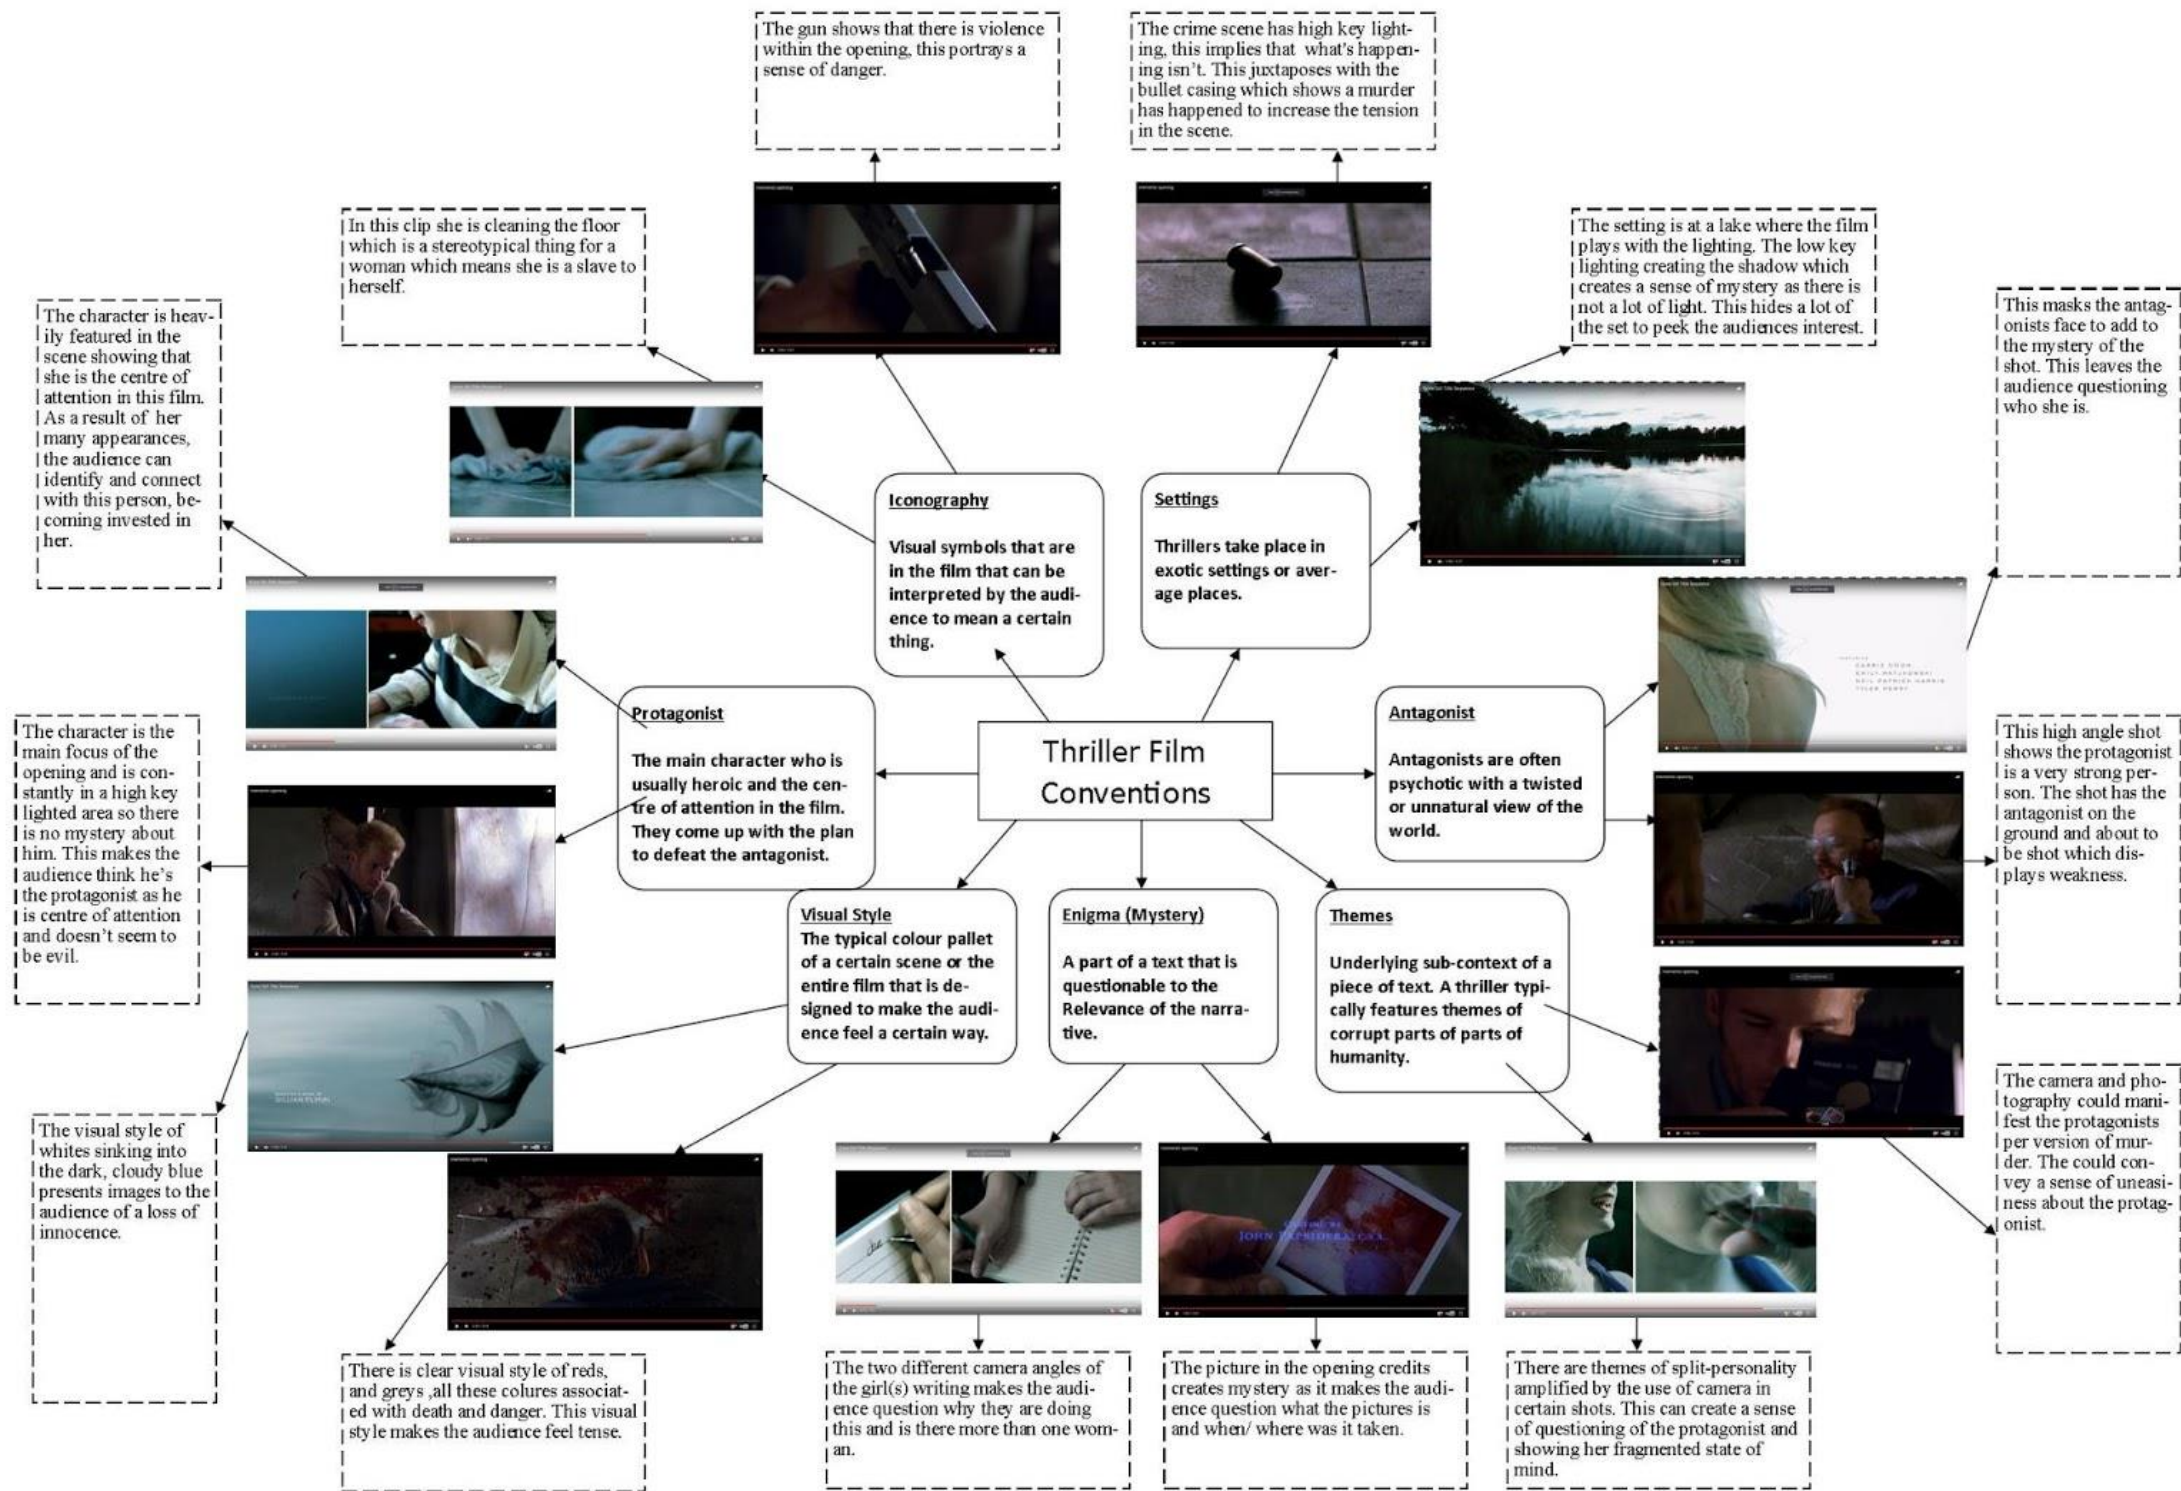 The gun shows that there is violence
within the opening, this portrays a
sense of danger.
The crime scene has high key light-
ing, this implies that  what's happen-
ing isn't. This juxtaposes with the
bullet casing which shows a murder
has happened to increase the tension
in the scene.
In this clip she is cleaning the floor
which is a stereotypical thing for a
woman which means she is a slave to
herself.
The setting is at a lake where the film
plays with the lighting. The low key
lighting creating the shadow which
creates a sense of mystery as there is
not a lot of light. This hides a lot of
the set to peek the audiences interest.
The character is heav-
ily featured in the
scene showing that
she is the centre of
attention in this film.
As a result of  her
many appearances,
the audience can
identify and connect
with this person, be-
coming invested in
her.
This masks the antag-
onists face to add to
the mystery of the
shot. This leaves the
audience questioning
who she is.
Iconography
Visual symbols that are
in the film that can be
interpreted by the audi-
ence to mean a certain
thing.
Settings
Thrillers take place in
exotic settings or aver-
age places.
Protagonist
The main character who is
usually heroic and the cen-
tre of attention in the film.
They come up with the plan
to defeat the antagonist.
Thriller Film
Conventions
Antagonist
Antagonists are often
psychotic with a twisted
or unnatural view of the
world.
CARRIE COON
EMILY RATAJKOWSKI
NEIL PATRICK HARRIS
TYLER PERRY
The character is the
main focus of the
opening and is con-
stantly in a high key
lighted area so there
is no mystery about
him. This makes the
audience think he's
the protagonist as he
is centre of attention
and doesn't seem to
be evil.
This high angle shot
shows the protagonist
is a very strong per-
son. The shot has the
antagonist on the
ground and about to
be shot which dis-
plays weakness.
Visual Style
The typical colour pallet
of a certain scene or the
entire film that is de-
signed to make the audi-
ence feel a certain way.
Enigma (Mystery)
A part of a text that is
questionable to the
Relevance of the narra-
tive.
Themes
Underlying sub-context of a
piece of text. A thriller typi-
cally features themes of
corrupt parts of parts of
humanity.
GILLIAN FLYNN
The visual style of
whites sinking into
the dark, cloudy blue
presents images to the
audience of a loss of
innocence.
The camera and pho-
tography could mani-
fest the protagonists
per version of mur-
der. The could con-
vey a sense of uneasi-
ness about the protag-
onist.
CASTING BY
JOHN PAPSIDERA, C.S.A.
There is clear visual style of reds,
and greys ,all these colures associat-
ed with death and danger. This visual
style makes the audience feel tense.
The two different camera angles of
the girl(s) writing makes the audi-
ence question why they are doing
this and is there more than one wom-
an.
The picture in the opening credits
creates mystery as it makes the audi-
ence question what the pictures is
and when/ where was it taken.
There are themes of split-personality
amplified by the use of camera in
certain shots. This can create a sense
of questioning of the protagonist and
showing her fragmented state of
mind.